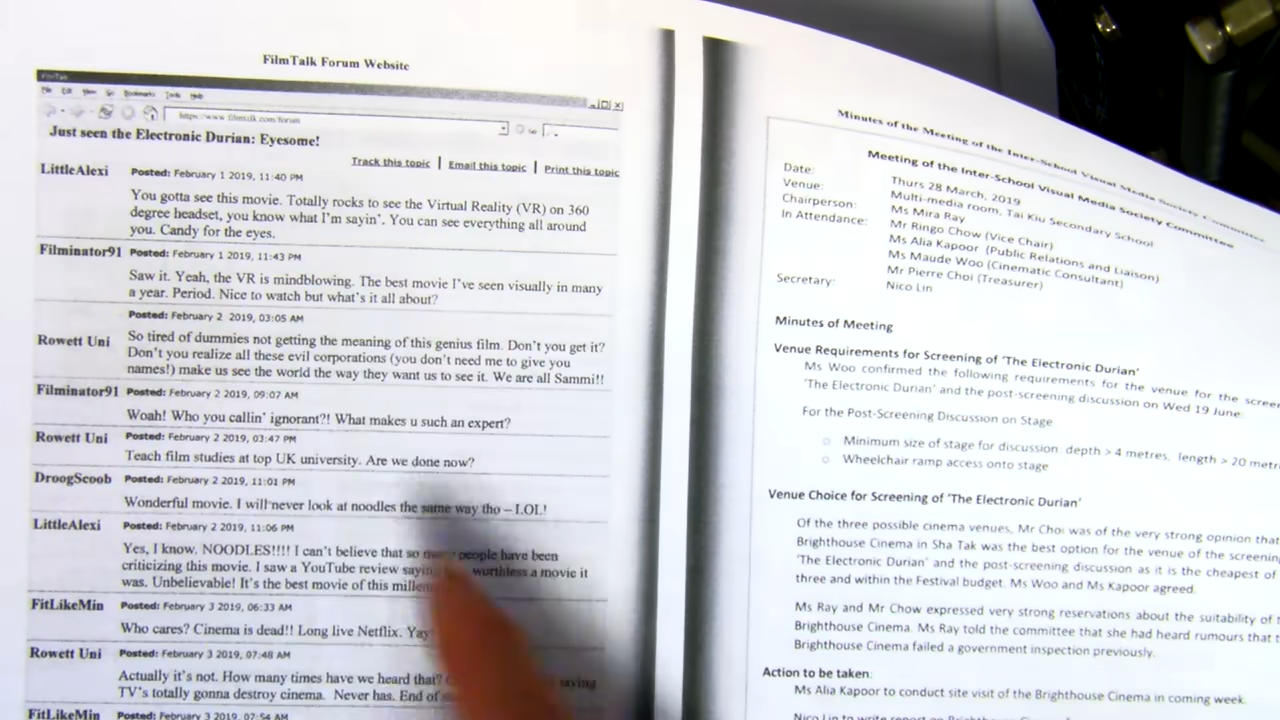 FilmTalk Forum Website
FilmTalk
File Edit View Go Bookmarks Tools Help
https://www.filmtalk.com/forum
Just seen the Electronic Durian: Eyesome!
Track this topic | Email this topic | Print this topic
LittleAlexi Posted: February 1 2019, 11:40 PM
You gotta see this movie. Totally rocks to see the Virtual Reality (VR) on 360
degree headset, you know what I'm sayin'. You can see everything all around
you. Candy for the eyes.
Filminator91 Posted: February 1 2019, 11:43 PM
Saw it. Yeah, the VR is mindblowing. The best movie I've seen visually in many
a year. Period. Nice to watch but what's it all about?
Posted: February 2 2019, 03:05 AM
Rowett Uni So tired of dummies not getting the meaning of this genius film. Don't you get it?
Don't you realize all these evil corporations (you don't need me to give you
names!) make us see the world the way they want us to see it. We are all Sammi!!
Filminator91 Posted: February 2 2019, 09:07 AM
Woah! Who you callin' ignorant?! What makes u such an expert?
Rowett Uni Posted: February 2 2019, 03:47 PM
Teach film studies at top UK university. Are we done now?
DroogScoob Posted: February 2 2019, 11:01 PM
Wonderful movie. I will never look at noodles the same way tho – LOL!
LittleAlexi Posted: February 2 2019, 11:06 PM
Yes, I know. NOODLES!!!! I can't believe that so many people have been
criticizing this movie. I saw a YouTube review worthless a movie it
was. Unbelievable! It's the best movie of this
FitLikeMin Posted: February 3 2019, 06:33 AM
Who cares? Cinema is dead!! Long live Netflix. Yay
Rowett Uni Posted: February 3 2019, 07:48 AM
Actually it's not. How many times have we heard that? saying
TV's totally gonna destroy cinema. Never has. End of
FitLikeMin Posted: February 3 2019, 07:54 AM
Minutes of the Meeting of the Inter-School Visual Media Society Committee
Meeting of the Inter-School Visual Media Society Committee
Date: Thurs 28 March, 2019
Venue: Multi-media room, Tai Kiu Secondary School
Chairperson: Ms Mira Ray
In Attendance: Mr Ringo Chow (Vice Chair)
Ms Alia Kapoor (Public Relations and Liaison)
Ms Maude Woo (Cinematic Consultant)
Mr Pierre Choi (Treasurer)
Secretary: Nico Lin
Minutes of Meeting
Venue Requirements for Screening of 'The Electronic Durian'
Ms Woo confirmed the following requirements for the venue for the
'The Electronic Durian' and the post-screening discussion on Wed 19 June:
For the Post-Screening Discussion on Stage
○ Minimum size of stage for discussion: depth > 4 metres, length > 20
○ Wheelchair ramp access onto stage
Venue Choice for Screening of 'The Electronic Durian'
Of the three possible cinema venues, Mr Choi was of the very strong opinion that
Brighthouse Cinema in Sha Tak was the best option for the venue of the
'The Electronic Durian' and the post-screening discussion as it is the cheapest of
three and within the Festival budget. Ms Woo and Ms Kapoor agreed.
Ms Ray and Mr Chow expressed very strong reservations about the suitability of
Brighthouse Cinema. Ms Ray told the committee that she had heard rumours that
Brighthouse Cinema failed a government inspection previously.
Action to be taken:
Ms Alia Kapoor to conduct site visit of the Brighthouse Cinema in coming week.
Nico Lin to write report on